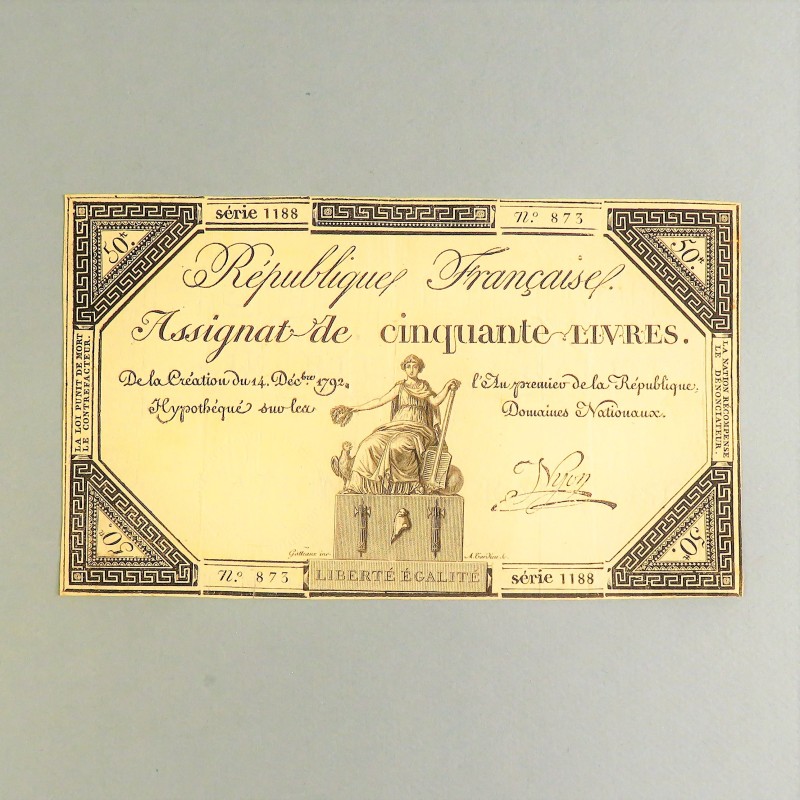 série 1188
N.º 873
50.ᵗ
50.ᵗ
République Française.
Assignat de cinquante LIVRES.
De la Création du 14. Déc.bre 1792.
l'An premier de la République,
Hypothéqué sur les
Domaines Nationaux.
LA LOI PUNIT DE MORT
LE CONTREFACTEUR.
LA NATION RÉCOMPENSE
LE DÉNONCIATEUR.
Gatteaux inv.
50.ᵗ
50.ᵗ
N.º 873
LIBERTÉ ÉGALITÉ
série 1188